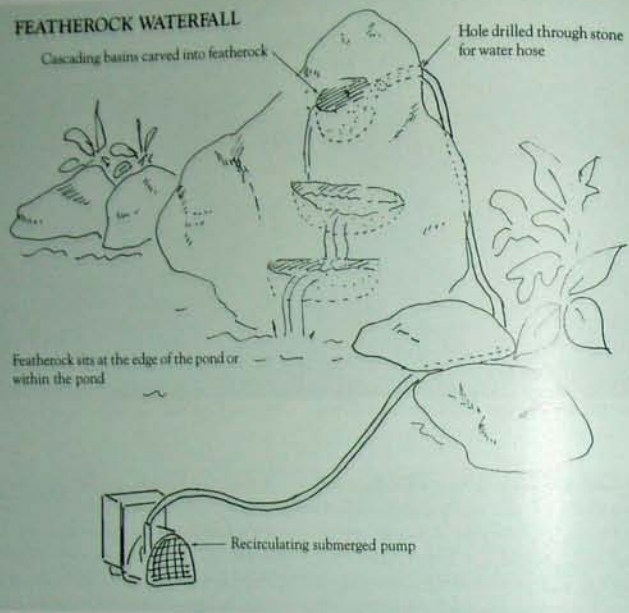 FEATHEROCK WATERFALL
Cascading basins carved into featherock
Hole drilled through stone
for water hose
Featherock sits at the edge of the pond or
within the pond
Recirculating submerged pump